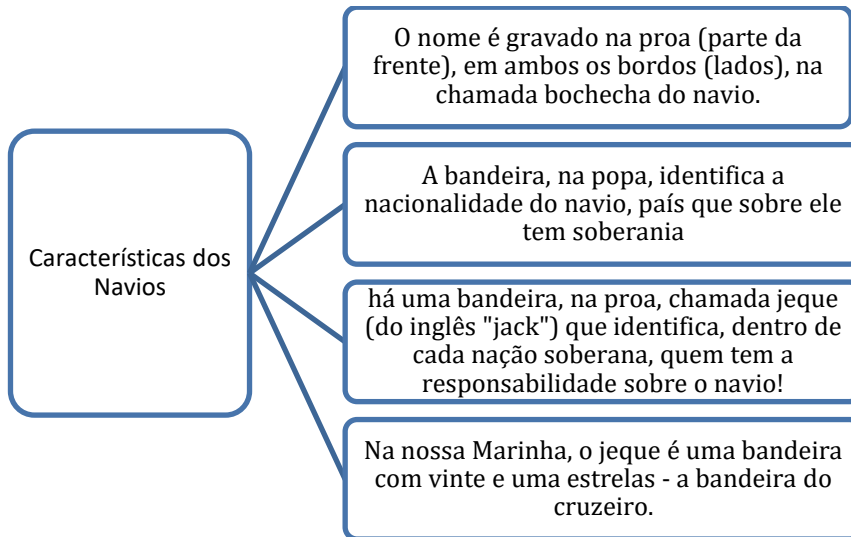 Características dos
Navios
O nome é gravado na proa (parte da
frente), em ambos os bordos (lados), na
chamada bochecha do navio.
A bandeira, na popa, identifica a
nacionalidade do navio, país que sobre ele
tem soberania
há uma bandeira, na proa, chamada jeque
(do inglês "jack") que identifica, dentro de
cada nação soberana, quem tem a
responsabilidade sobre o navio!
Na nossa Marinha, o jeque é uma bandeira
com vinte e uma estrelas - a bandeira do
cruzeiro.